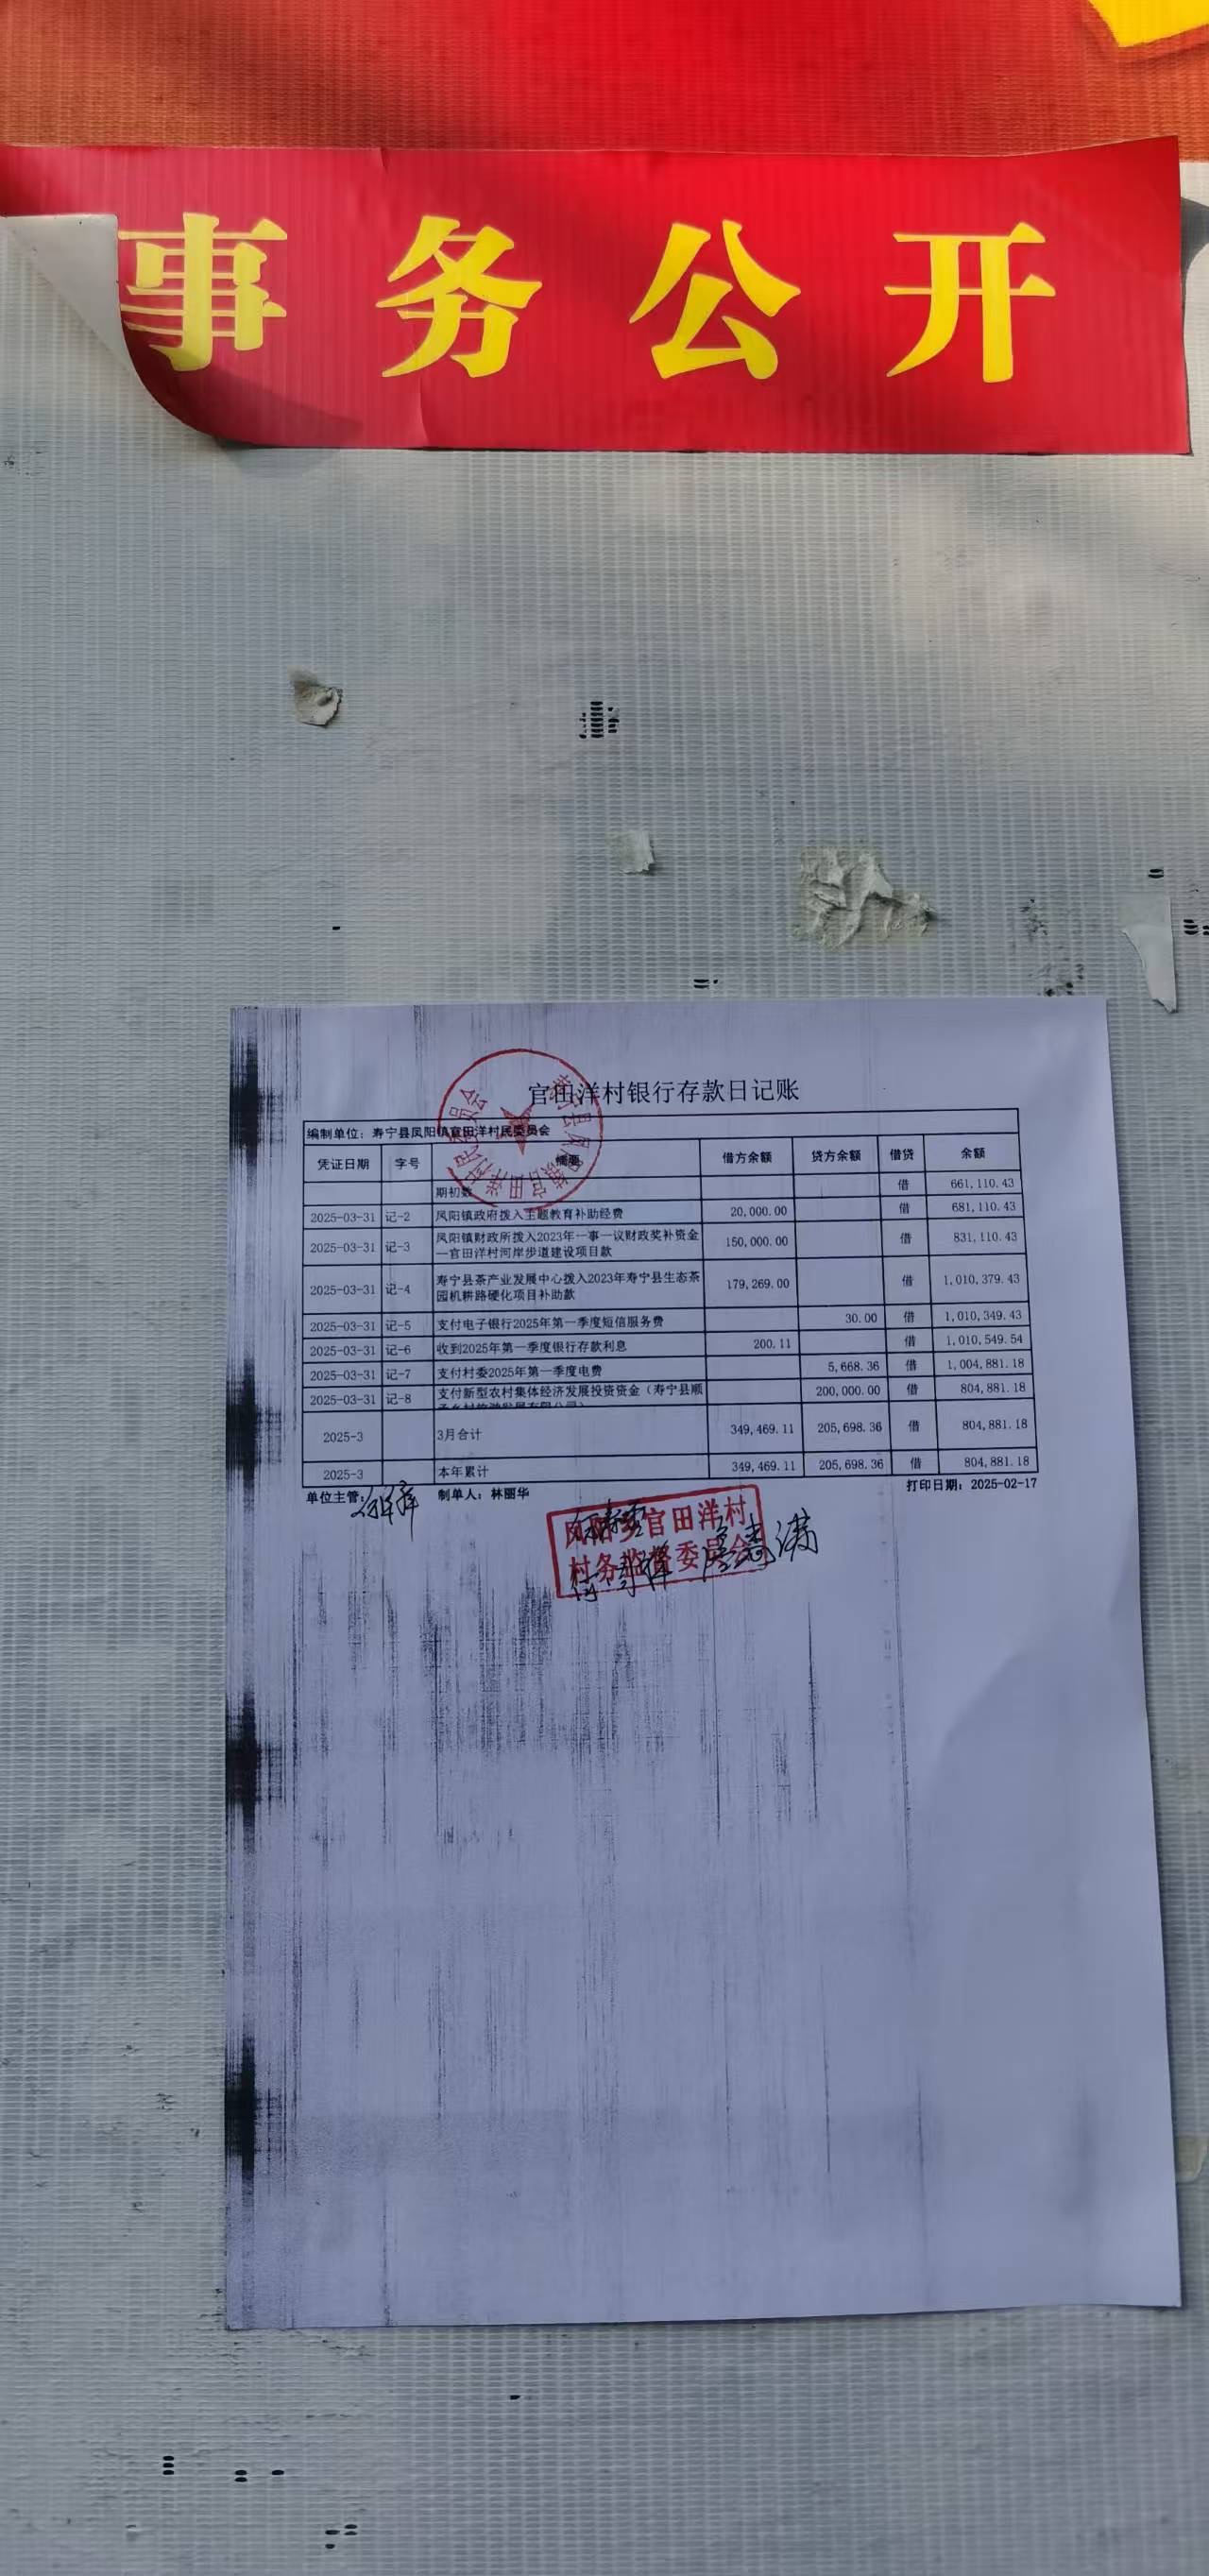 事务公开
官田洋村银行存款日记账
编制单位：寿宁县凤阳镇官田洋村民委员会
凭证日期 字号 摘要 借方余额 贷方余额 借贷 余额
期初数 借 661,110.43
2025-03-31 记-2 凤阳镇政府拨入主题教育补助经费 20,000.00 借 681,110.43
2025-03-31 记-3 凤阳镇财政所拨入2023年一事一议财政奖补资金 150,000.00 借 831,110.43
—官田洋村河岸步道建设项目款
2025-03-31 记-4 寿宁县茶产业发展中心拨入2023年寿宁县生态茶 179,269.00 借 1,010,379.43
园机耕路硬化项目补助款
2025-03-31 记-5 支付电子银行2025年第一季度短信服务费 30.00 借 1,010,349.43
2025-03-31 记-6 收到2025年第一季度银行存款利息 200.11 借 1,010,549.54
2025-03-31 记-7 支付村委2025年第一季度电费 5,668.36 借 1,004,881.18
2025-03-31 记-8 支付新型农村集体经济发展投资资金（寿宁县顺 200,000.00 借 804,881.18
2025-3 3月合计 349,469.11 205,698.36 借 804,881.18
2025-3 本年累计 349,469.11 205,698.36 借 804,881.18
单位主管： 制单人：林丽华 打印日期：2025-02-17
凤阳乡官田洋村
村务监督委员会